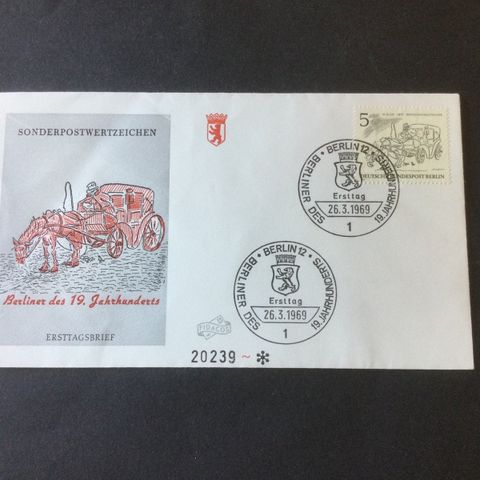 SONDERPOSTWERTZEICHEN
Berliner des 19. Jahrhunderts
ERSTTAGSBRIEF
5
DEUTSCHE BUNDESPOST BERLIN
BERLIN 12
BERLINER DES 19. JAHRHUNDERTS
Ersttag
26.3.1969
1
BERLIN 12
BERLINER DES 19. JAHRHUNDERTS
Ersttag
26.3.1969
1
FIDACOS
20239 ~ *